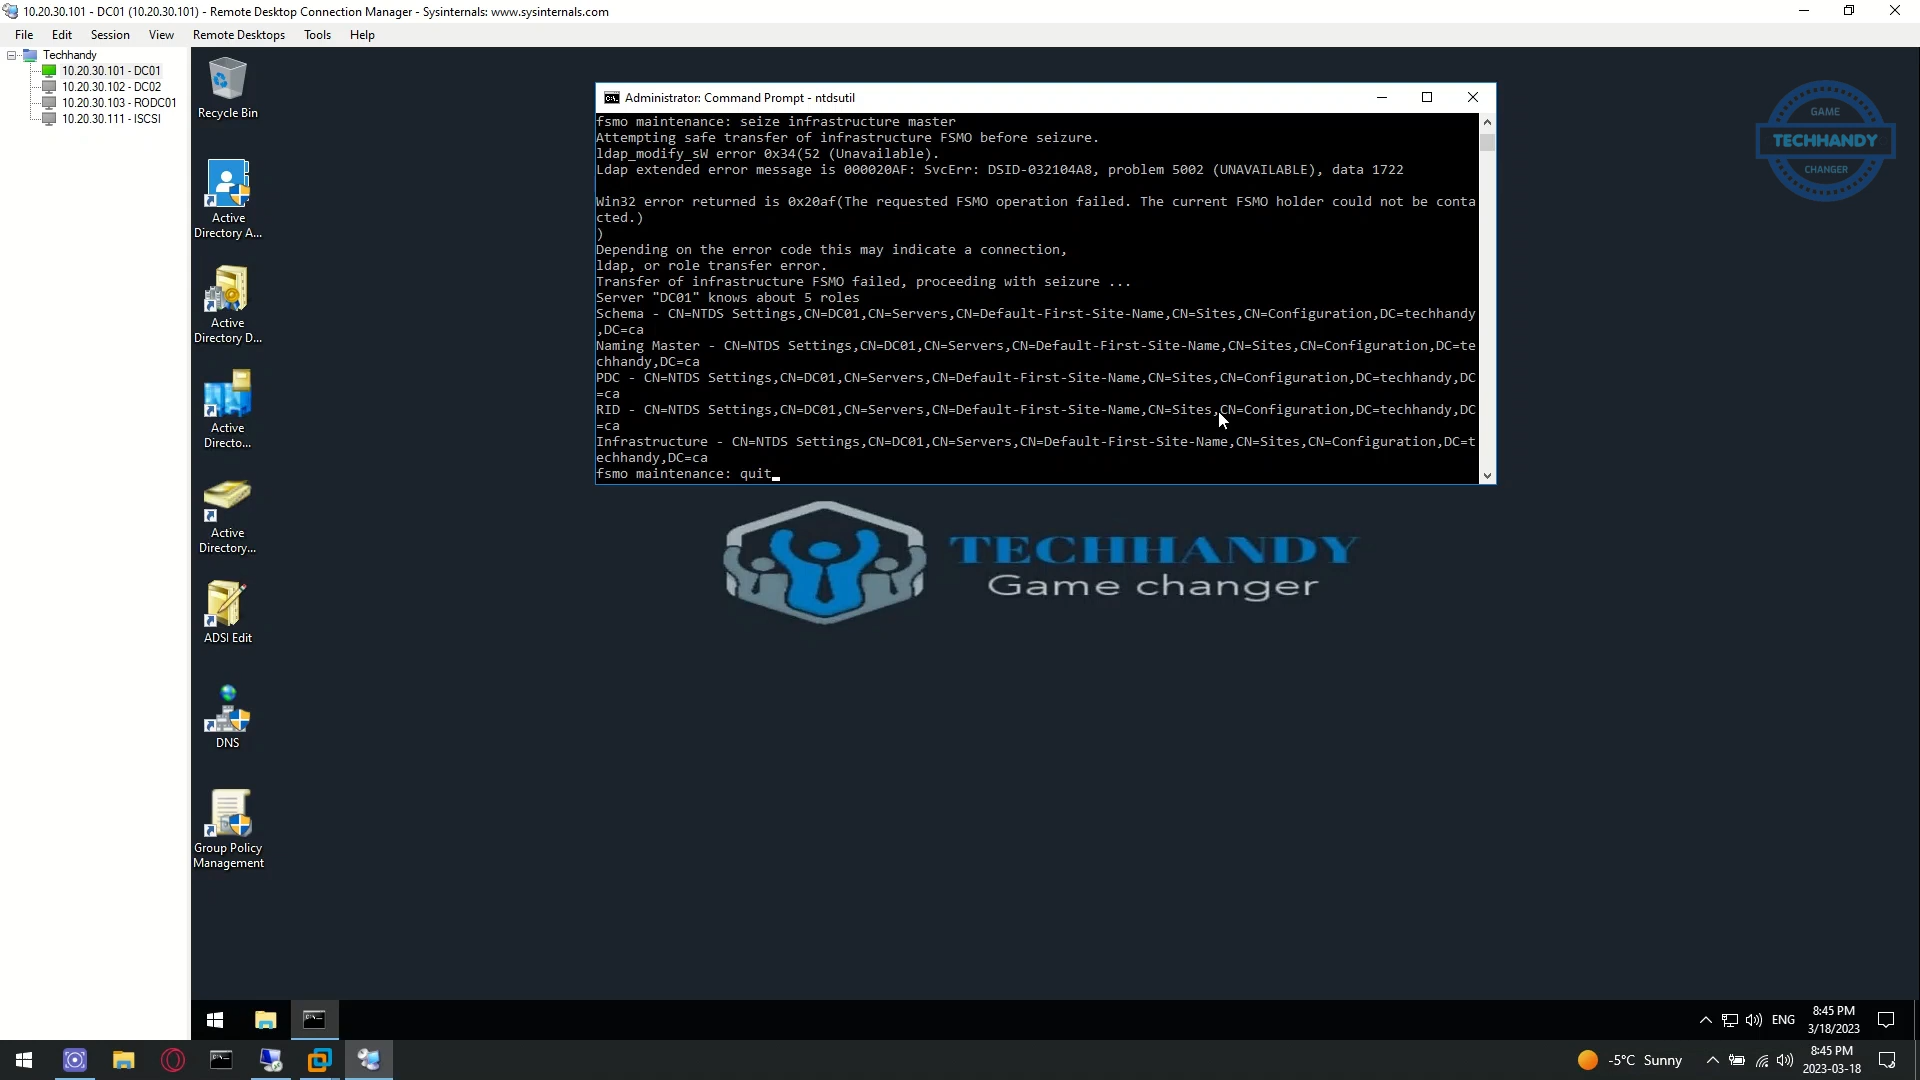 10.20.30.101 - DC01 (10.20.30.101) - Remote Desktop Connection Manager - Sysinternals: www.sysinternals.com
File Edit Session View Remote Desktops Tools Help
Techhandy
10.20.30.101 - DC01
10.20.30.102 - DC02
10.20.30.103 - RODC01
10.20.30.111 - ISCSI
Recycle Bin
Active
Directory A...
Active
Directory D...
Active
Directo...
Active
Directory...
ADSI Edit
DNS
Group Policy
Management
Administrator: Command Prompt - ntdsutil
fsmo maintenance: seize infrastructure master
Attempting safe transfer of infrastructure FSMO before seizure.
ldap_modify_sW error 0x34(52 (Unavailable).
Ldap extended error message is 000020AF: SvcErr: DSID-032104A8, problem 5002 (UNAVAILABLE), data 1722
Win32 error returned is 0x20af(The requested FSMO operation failed. The current FSMO holder could not be conta
cted.)
)
Depending on the error code this may indicate a connection,
ldap, or role transfer error.
Transfer of infrastructure FSMO failed, proceeding with seizure ...
Server "DC01" knows about 5 roles
Schema - CN=NTDS Settings,CN=DC01,CN=Servers,CN=Default-First-Site-Name,CN=Sites,CN=Configuration,DC=techhandy
,DC=ca
Naming Master - CN=NTDS Settings,CN=DC01,CN=Servers,CN=Default-First-Site-Name,CN=Sites,CN=Configuration,DC=te
chhandy,DC=ca
PDC - CN=NTDS Settings,CN=DC01,CN=Servers,CN=Default-First-Site-Name,CN=Sites,CN=Configuration,DC=techhandy,DC
=ca
RID - CN=NTDS Settings,CN=DC01,CN=Servers,CN=Default-First-Site-Name,CN=Sites,CN=Configuration,DC=techhandy,DC
=ca
Infrastructure - CN=NTDS Settings,CN=DC01,CN=Servers,CN=Default-First-Site-Name,CN=Sites,CN=Configuration,DC=t
echhandy,DC=ca
fsmo maintenance: quit
GAME
TECHHANDY
CHANGER
TECHHANDY
Game changer
ENG
8:45 PM
3/18/2023
-5°C Sunny
8:45 PM
2023-03-18